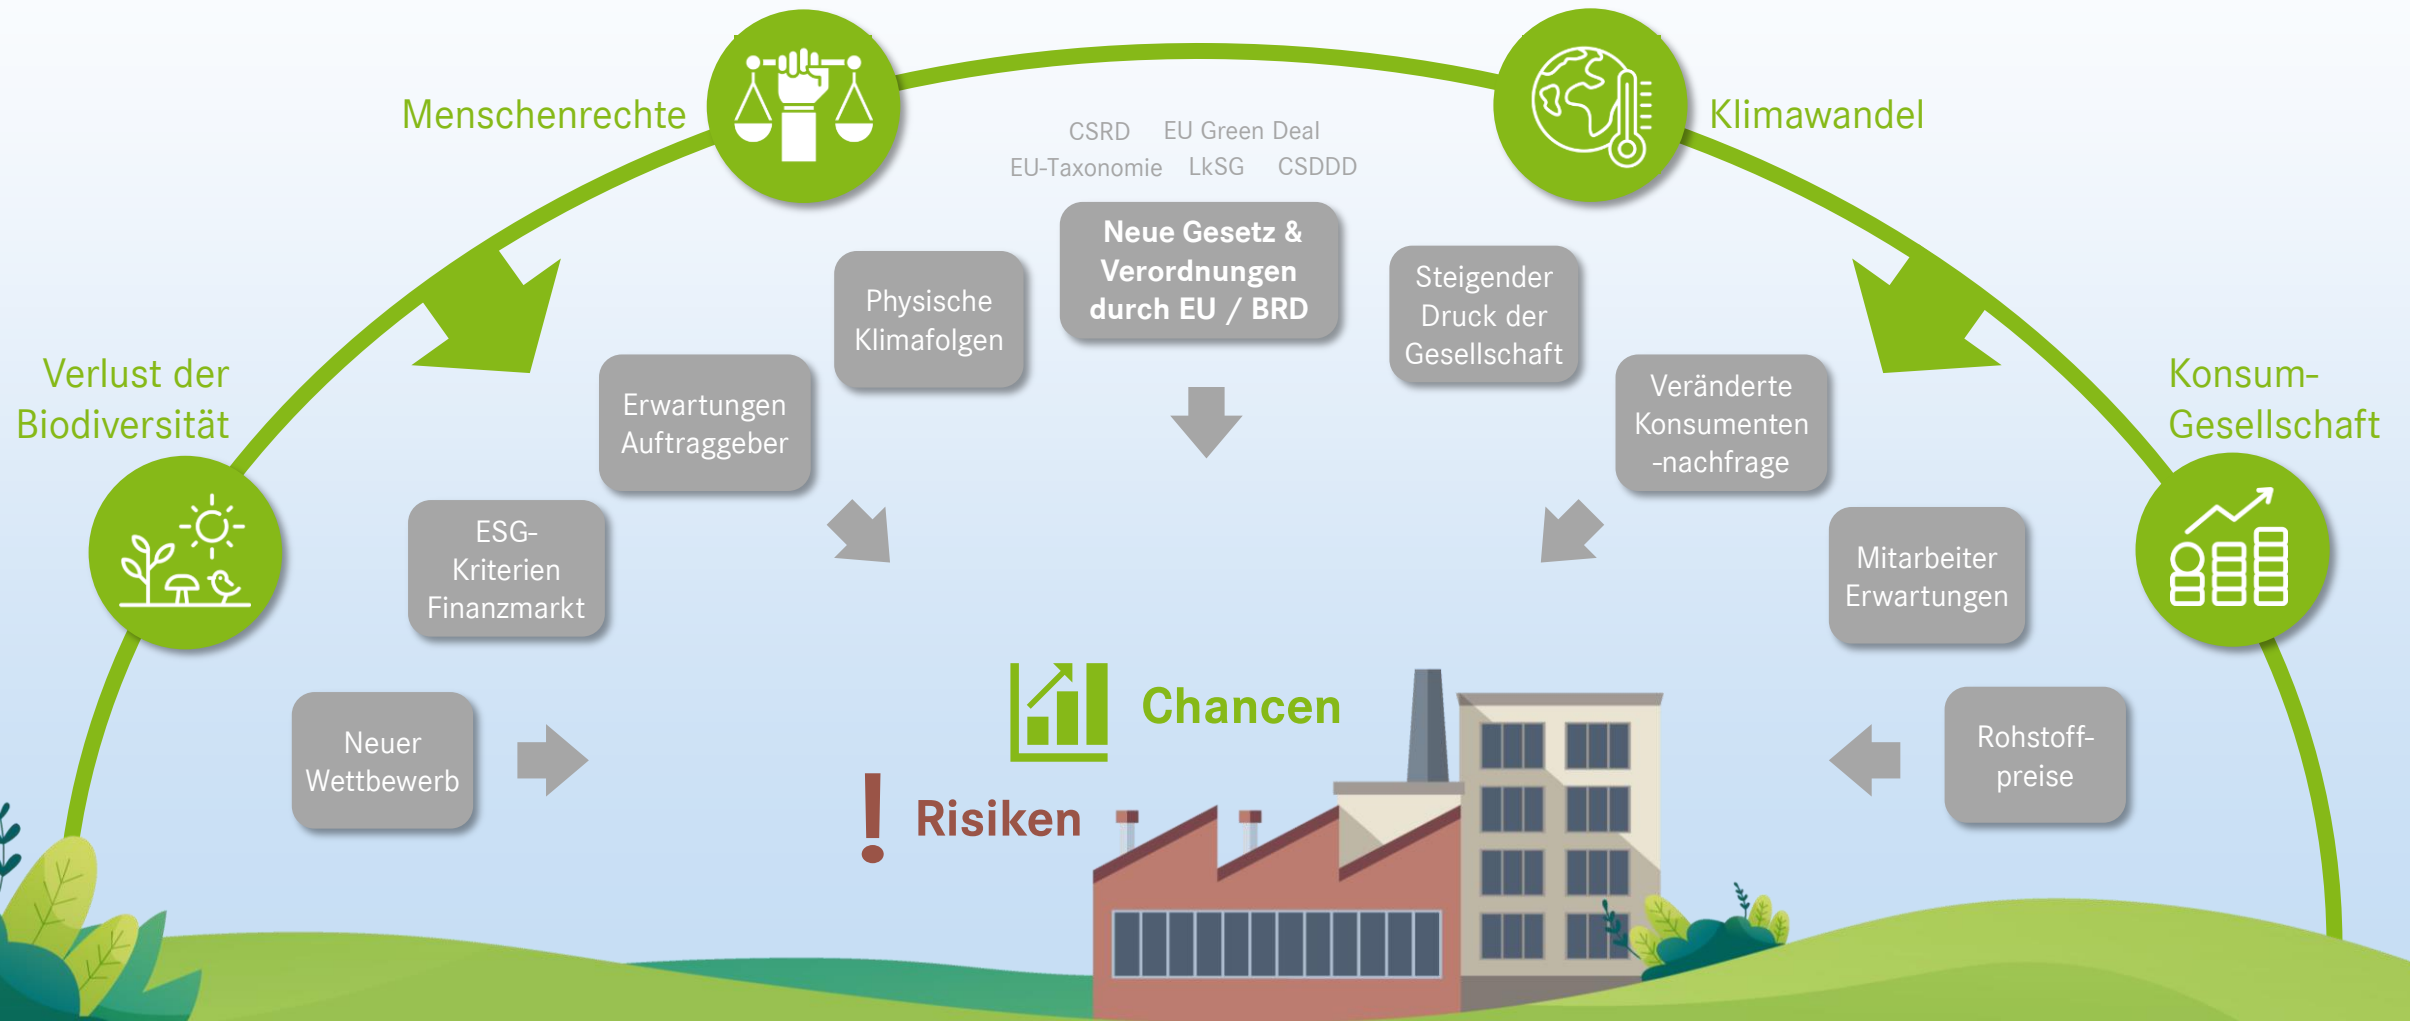 Menschenrechte
Klimawandel
CSRD EU Green Deal
EU-Taxonomie LkSG CSDDD
Neue Gesetz &
Verordnungen
durch EU / BRD
Physische
Klimafolgen
Steigender
Druck der
Gesellschaft
Verlust der
Biodiversität
Erwartungen
Auftraggeber
Veränderte
Konsumenten
-nachfrage
Konsum-
Gesellschaft
ESG-
Kriterien
Finanzmarkt
Mitarbeiter
Erwartungen
Neuer
Wettbewerb
Chancen
Rohstoff-
preise
! Risiken